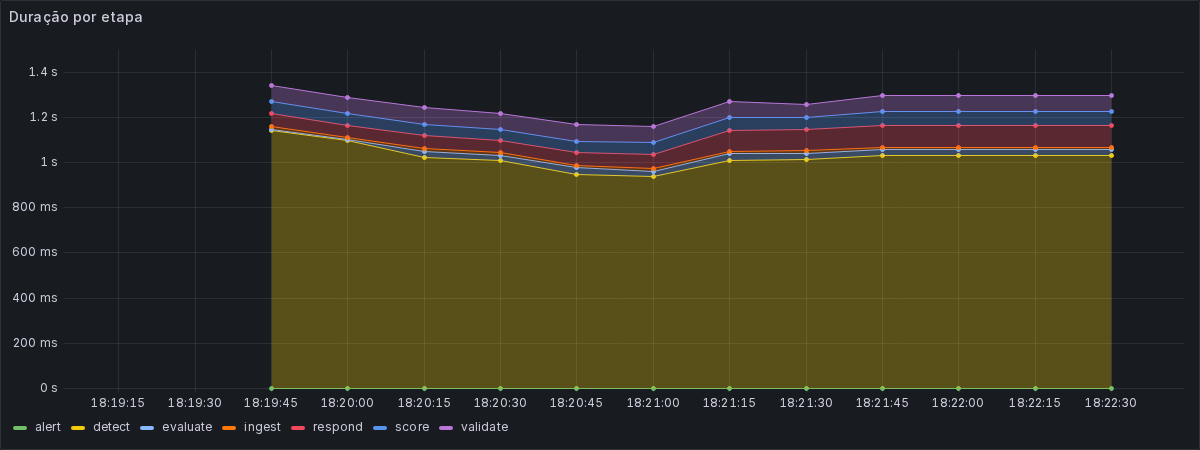 Duração por etapa
1.4 s
1.2 s
1 s
800 ms
600 ms
400 ms
200 ms
0 s
18:19:15 18:19:30 18:19:45 18:20:00 18:20:15 18:20:30 18:20:45 18:21:00 18:21:15 18:21:30 18:21:45 18:22:00 18:22:15 18:22:30
alert detect evaluate ingest respond score validate